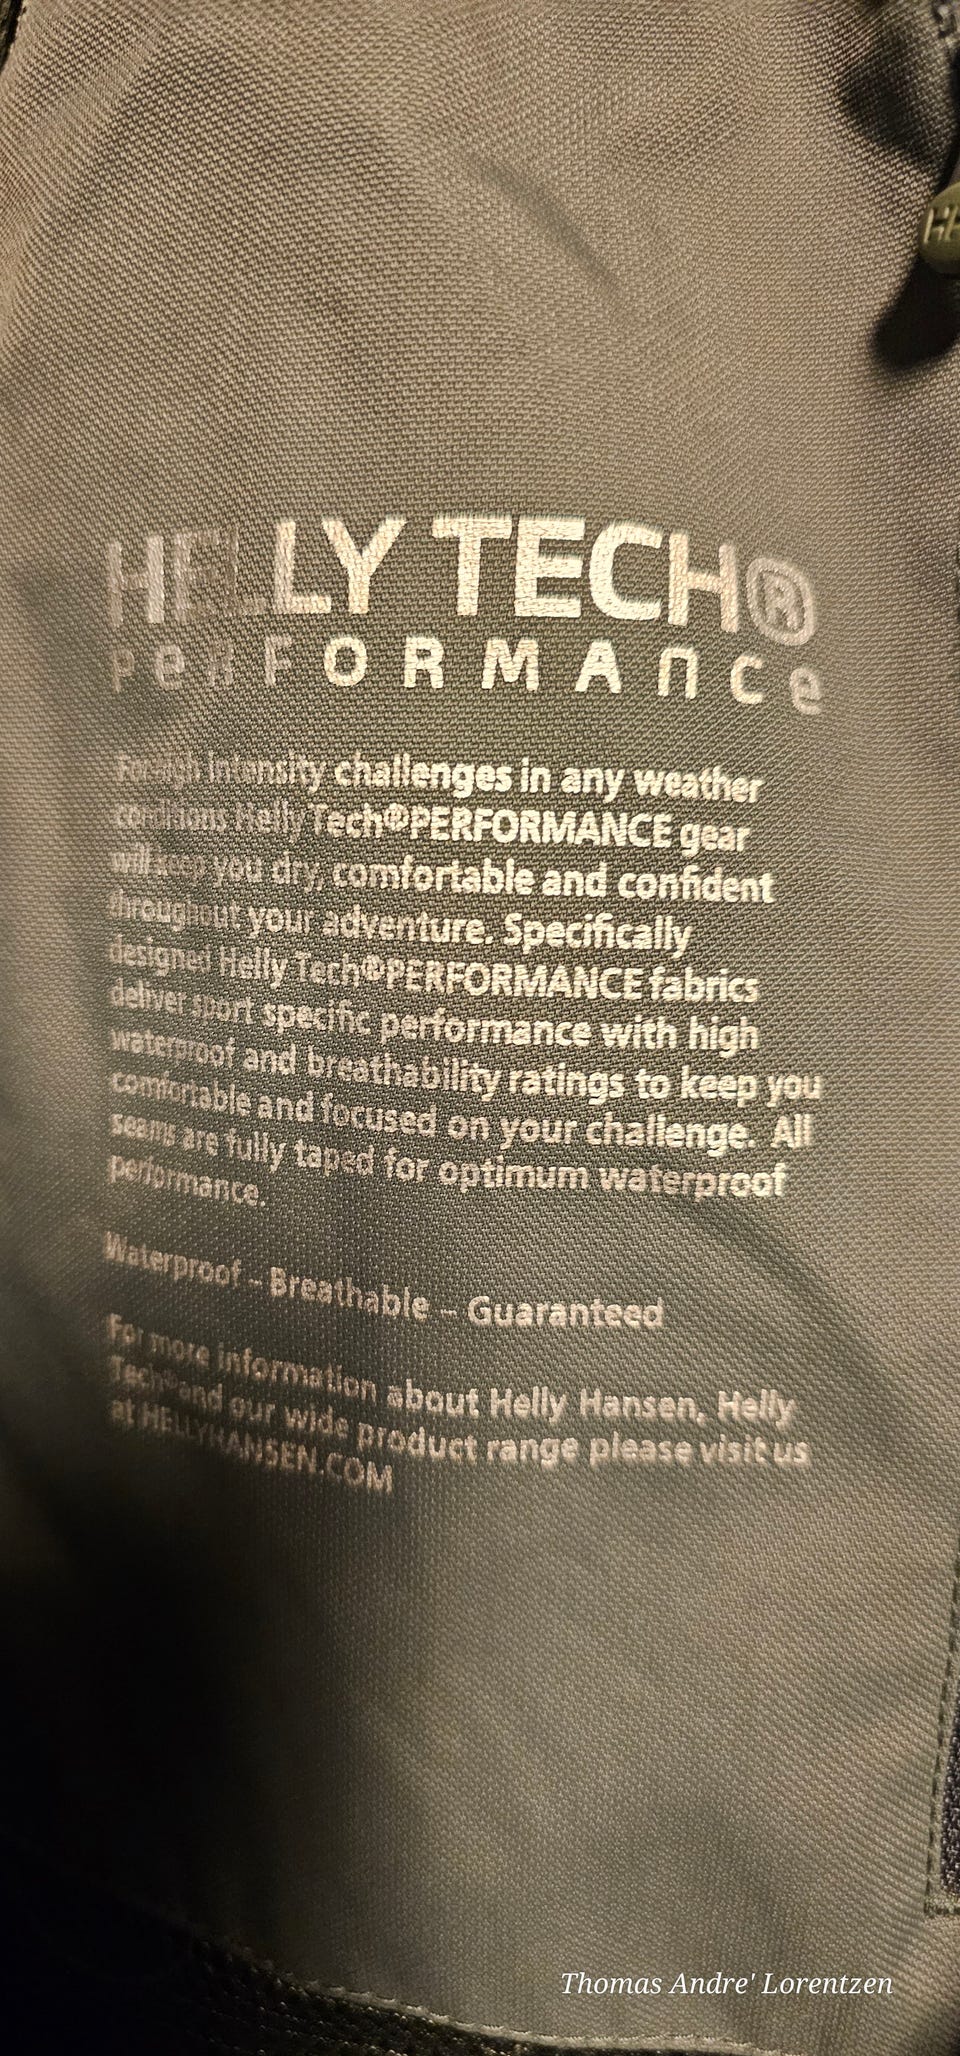 HH
HELLY TECH®
PeRFORMAnce
For high intensity challenges in any weather
conditions Helly Tech®PERFORMANCE gear
will keep you dry, comfortable and confident
throughout your adventure. Specifically
designed Helly Tech®PERFORMANCE fabrics
deliver sport specific performance with high
waterproof and breathability ratings to keep you
comfortable and focused on your challenge. All
seams are fully taped for optimum waterproof
performance.
Waterproof – Breathable – Guaranteed
For more information about Helly Hansen, Helly
Tech® and our wide product range please visit us
at HELLYHANSEN.COM
Thomas Andre' Lorentzen